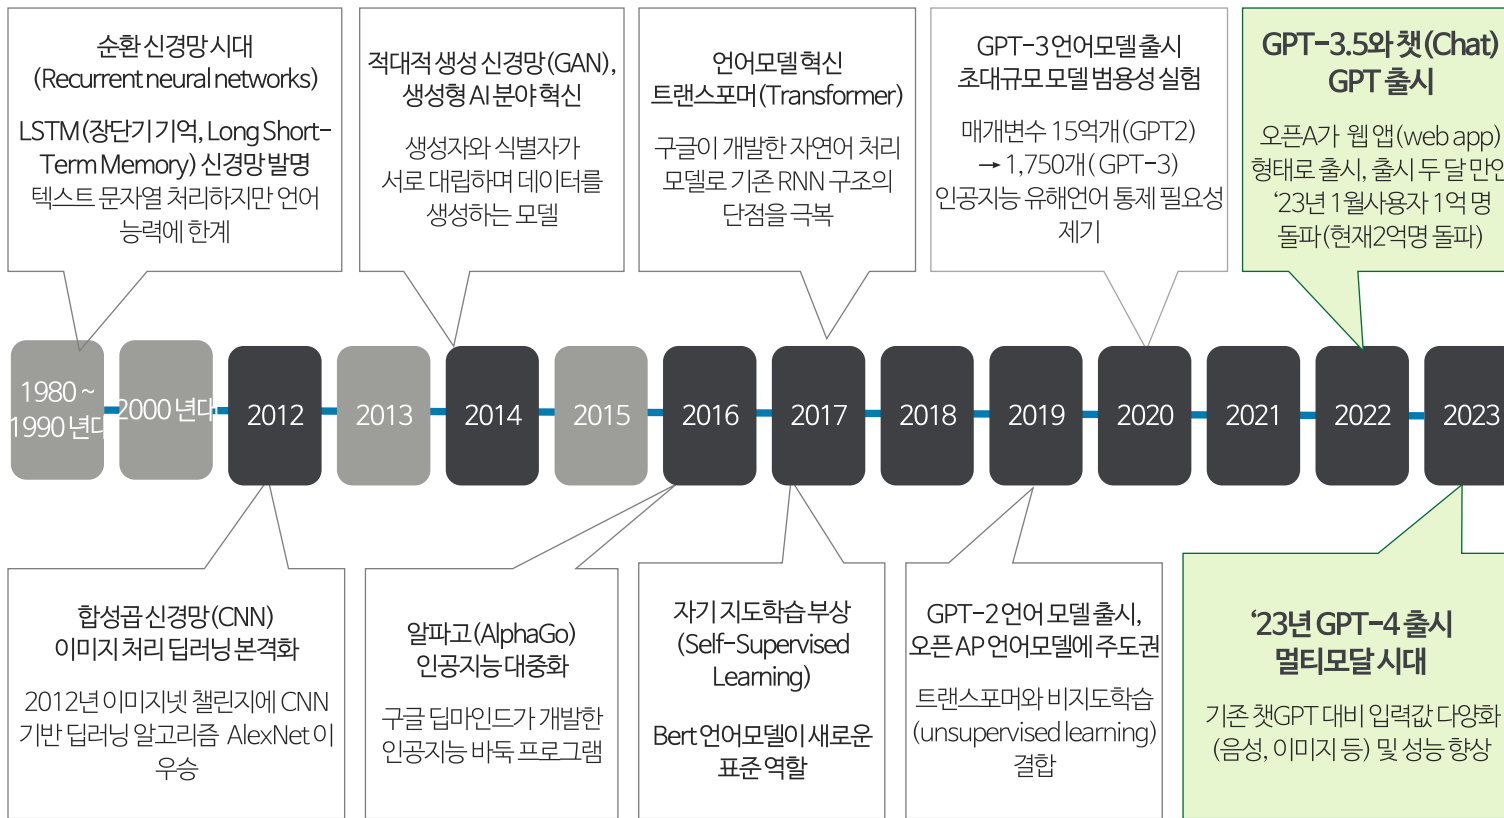 순환 신경망 시대
(Recurrent neural networks)
LSTM(장단기 기억, Long Short-
Term Memory) 신경망 발명
텍스트 문자열 처리하지만 언어
능력에 한계
적대적 생성 신경망(GAN),
생성형 AI 분야 혁신
생성자와 식별자가
서로 대립하며 데이터를
생성하는 모델
언어모델 혁신
트랜스포머(Transformer)
구글이 개발한 자연어 처리
모델로 기존 RNN 구조의
단점을 극복
GPT-3 언어모델 출시
초대규모 모델 범용성 실험
매개변수 15억개(GPT2)
→ 1,750개( GPT-3)
인공지능 유해언어 통제 필요성
제기
GPT-3.5와 챗(Chat)
GPT 출시
오픈A가 웹 앱(web app)
형태로 출시, 출시 두 달 만인
‘23년 1월사용자 1억 명
돌파(현재2억명 돌파)
1980 ~
1990 년대
2000 년대
2012
2013
2014
2015
2016
2017
2018
2019
2020
2021
2022
2023
합성곱 신경망(CNN)
이미지 처리 딥러닝 본격화
2012년 이미지넷 챌린지에 CNN
기반 딥러닝 알고리즘 AlexNet 이
우승
알파고(AlphaGo)
인공지능 대중화
구글 딥마인드가 개발한
인공지능 바둑 프로그램
자기 지도학습 부상
(Self-Supervised
Learning)
Bert 언어모델이 새로운
표준 역할
GPT-2 언어 모델 출시,
오픈 AP 언어모델에 주도권
트랜스포머와 비지도학습
(unsupervised learning)
결합
‘23년 GPT-4 출시
멀티모달 시대
기존 챗GPT 대비 입력값 다양화
(음성, 이미지 등) 및 성능 향상